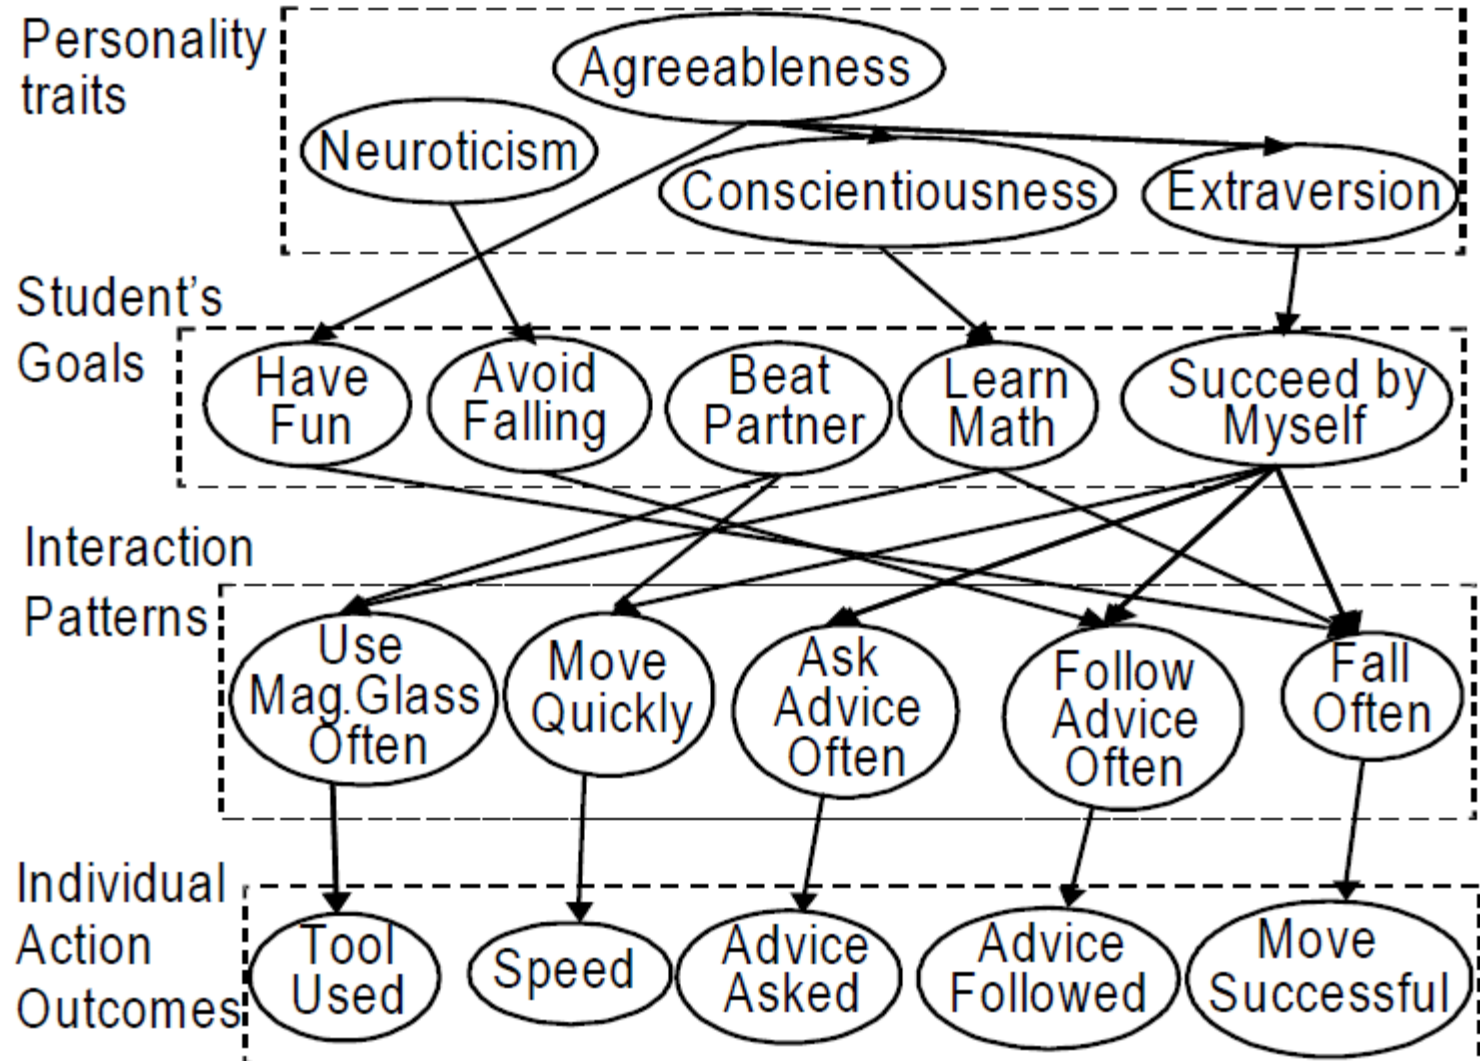 Personality
traits
Agreeableness
Neuroticism
Conscientiousness
Extraversion
Student's
Goals
Have
Fun
Avoid
Falling
Beat
Partner
Learn
Math
Succeed by
Myself
Interaction
Patterns
Use
Mag.Glass
Often
Move
Quickly
Ask
Advice
Often
Follow
Advice
Often
Fall
Often
Individual
Action
Outcomes
Tool
Used
Speed
Advice
Asked
Advice
Followed
Move
Successful